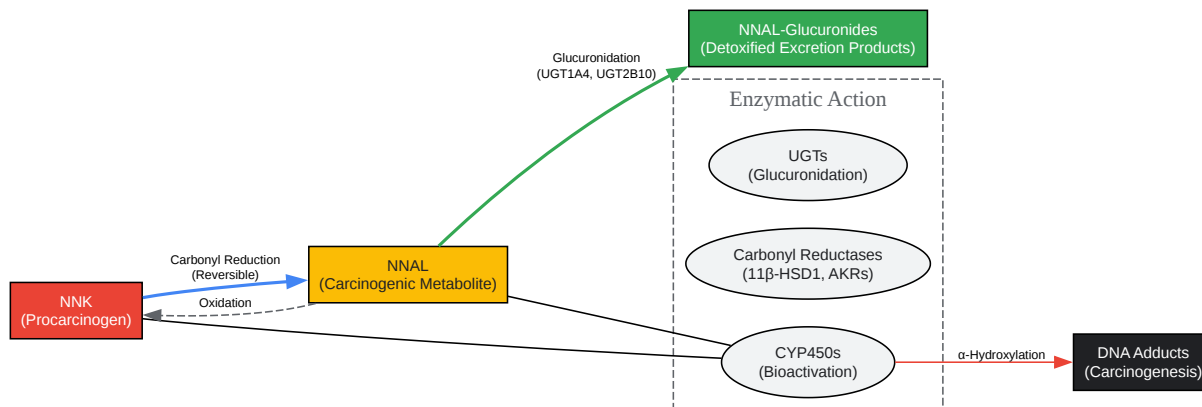 NNAL-Glucuronides
(Detoxified Excretion Products)
Glucuronidation
(UGT1A4, UGT2B10)
Enzymatic Action
UGTs
(Glucuronidation)
Carbonyl Reductases
(11β-HSD1, AKRs)
Carbonyl Reduction
(Reversible)
NNAL
(Carcinogenic Metabolite)
NNK
(Procarcinogen)
Oxidation
CYP450s
(Bioactivation)
α-Hydroxylation
DNA Adducts
(Carcinogenesis)